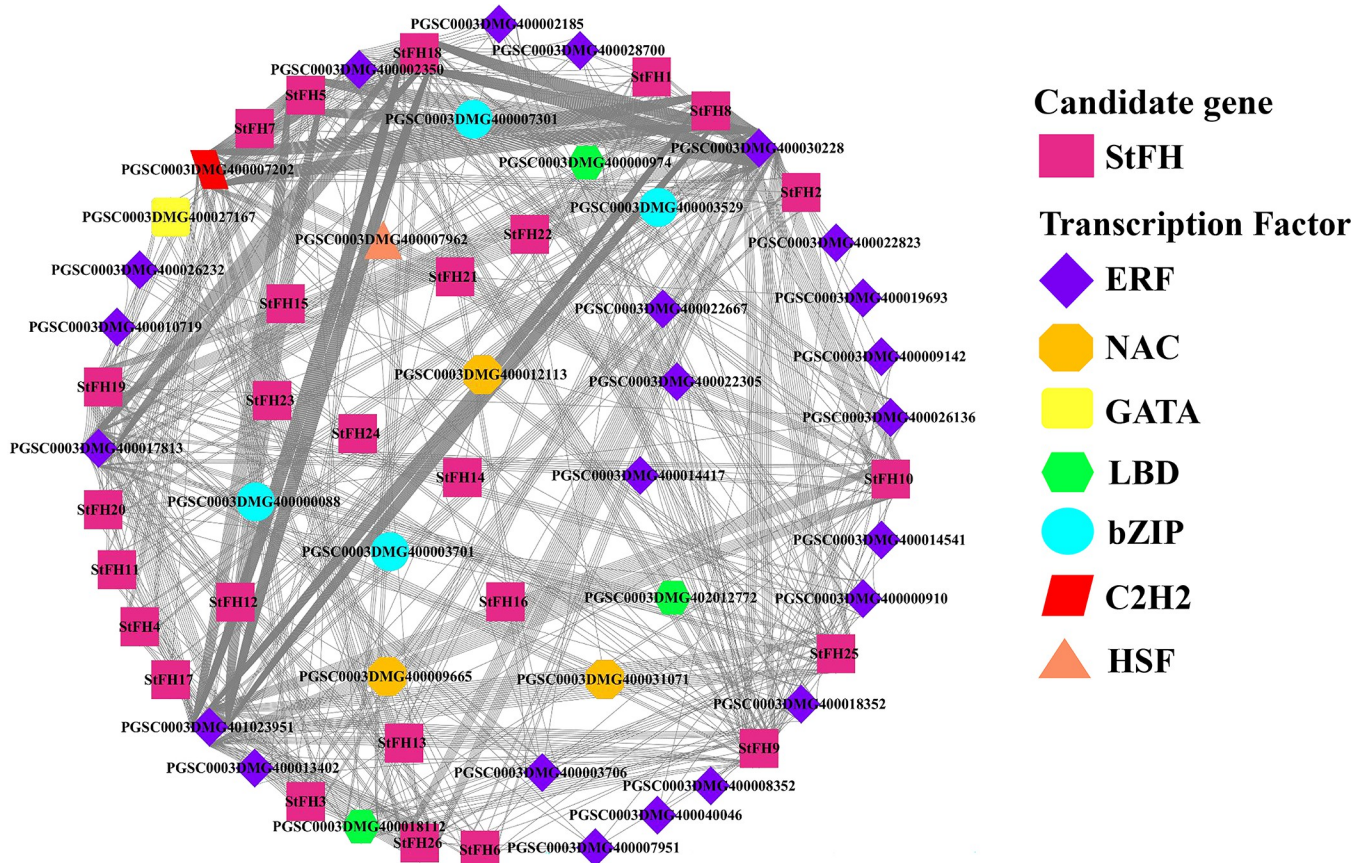 PGSC0003DMG400002185
PGSC0003DMG400028700
StFH18
PGSC0003DMG400002350
StFH1
StFH5
StFH8
PGSC0003DMG400007301
StFH7
PGSC0003DMG400030228
PGSC0003DMG400000974
PGSC0003DMG400007202
StFH2
PGSC0003DMG400003529
PGSC0003DMG400027167
StFH22
PGSC0003DMG400007962
PGSC0003DMG400022823
PGSC0003DMG400026232
StFH21
PGSC0003DMG400019693
StFH15
PGSC0003DMG400022667
PGSC0003DMG400010719
PGSC0003DMG400009142
PGSC0003DMG400012113
PGSC0003DMG400022305
StFH19
StFH23
PGSC0003DMG400026136
StFH24
PGSC0003DMG400017813
PGSC0003DMG400014417
StFH14
StFH10
PGSC0003DMG400000088
StFH20
PGSC0003DMG400014541
PGSC0003DMG400003701
StFH11
PGSC0003DMG402012772
PGSC0003DMG400000910
StFH12
StFH16
StFH4
StFH25
StFH17
PGSC0003DMG400009665
PGSC0003DMG400031071
PGSC0003DMG400018352
PGSC0003DMG401023951
StFH13
StFH9
PGSC0003DMG400013402
PGSC0003DMG400003706
PGSC0003DMG400008352
StFH3
PGSC0003DMG400040046
PGSC0003DMG400018112
StFH26
StFH6
PGSC0003DMG400007951
Candidate gene
StFH
Transcription Factor
ERF
NAC
GATA
LBD
bZIP
C2H2
HSF